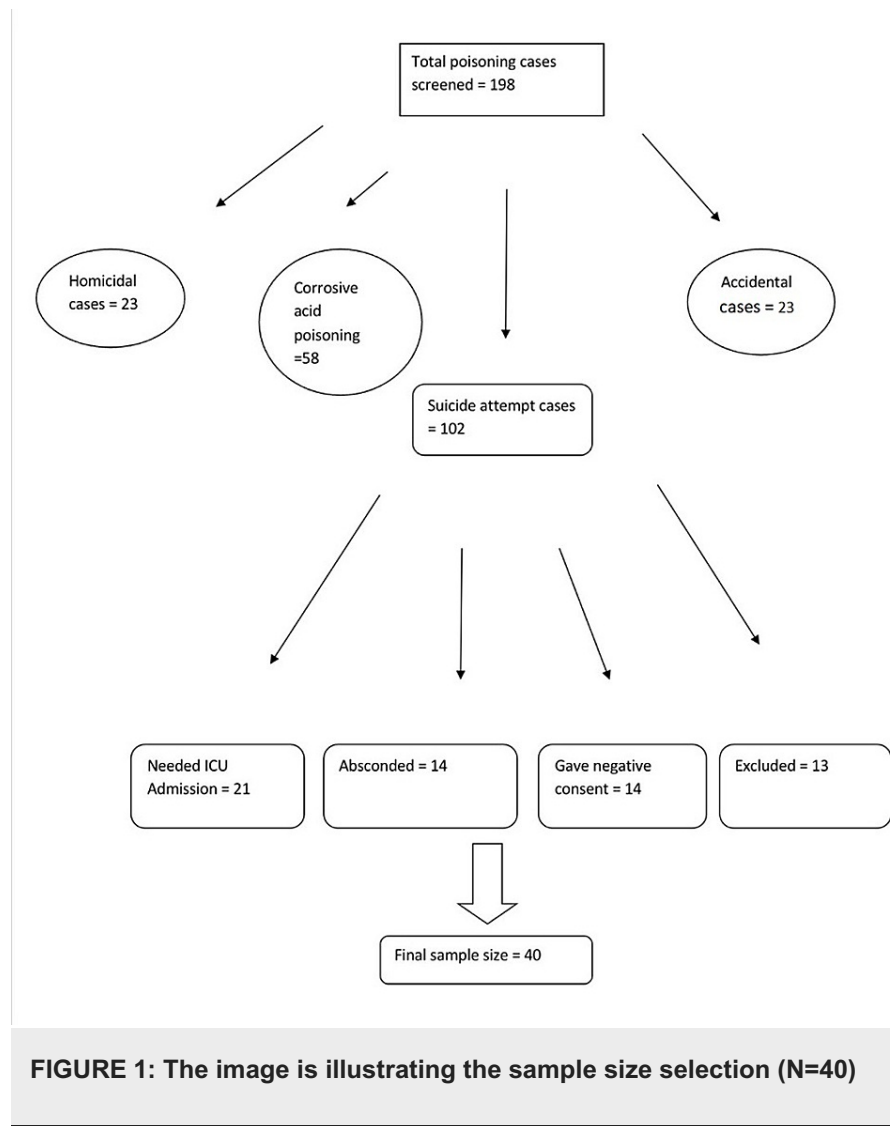 Total poisoning cases
screened = 198
Homicidal
cases = 23
Corrosive
acid
poisoning
=58
Accidental
cases = 23
Suicide attempt cases
= 102
Needed ICU
Admission = 21
Absconded = 14
Gave negative
consent = 14
Excluded = 13
Final sample size = 40
FIGURE 1: The image is illustrating the sample size selection (N=40)